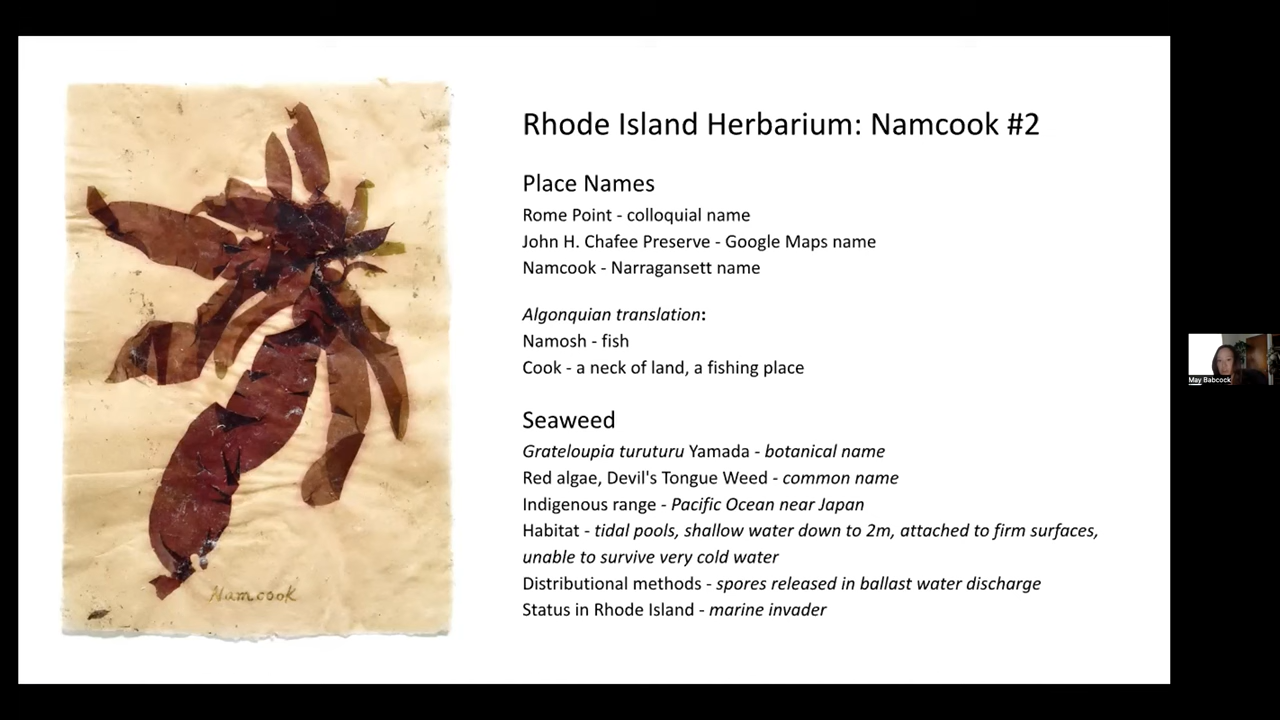 Rhode Island Herbarium: Namcook #2
Place Names
Rome Point - colloquial name
John H. Chafee Preserve - Google Maps name
Namcook - Narragansett name
Algonquian translation:
Namosh - fish
Cook - a neck of land, a fishing place
Seaweed
Grateloupia turuturu Yamada - botanical name
Red algae, Devil's Tongue Weed - common name
Indigenous range - Pacific Ocean near Japan
Habitat - tidal pools, shallow water down to 2m, attached to firm surfaces,
unable to survive very cold water
Distributional methods - spores released in ballast water discharge
Status in Rhode Island - marine invader
Namcook
May Babcock